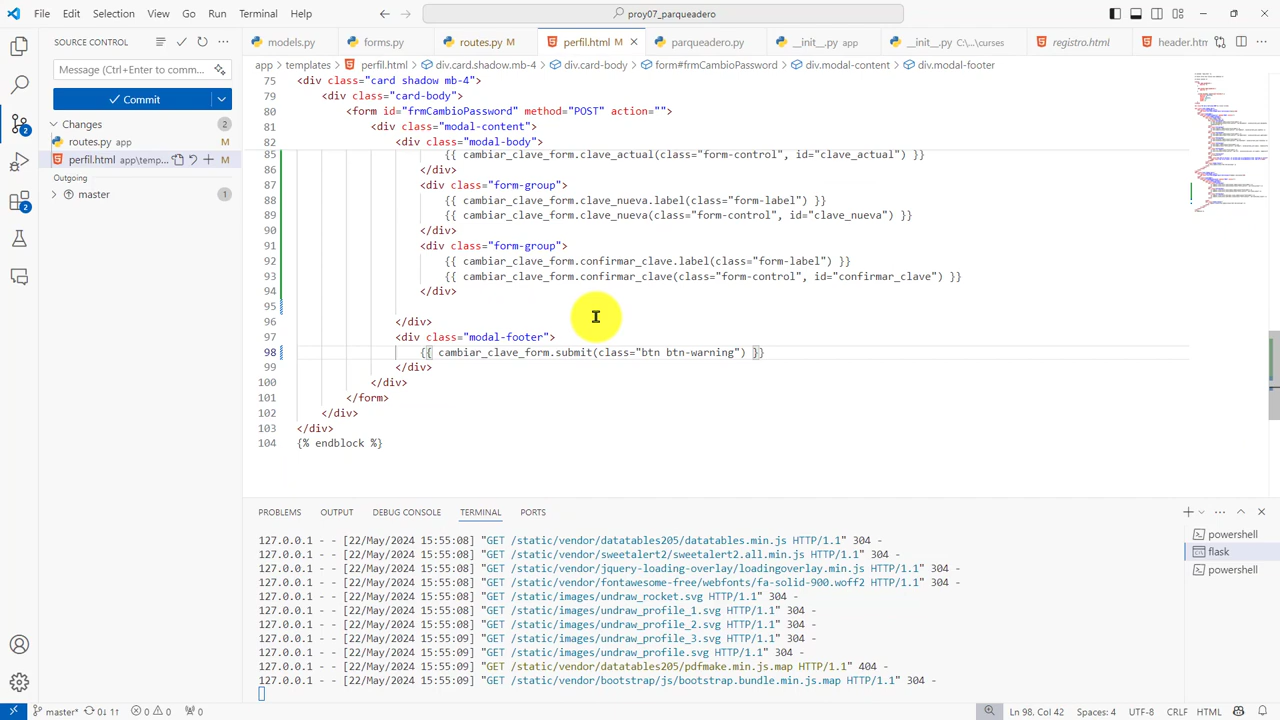 File Edit Selection View Go Run Terminal Help
proy07_parqueadero
SOURCE CONTROL
models.py
forms.py
routes.py M
perfil.html M
parqueadero.py
__init__.py app
__init__.py C:\...\curses
registro.html
header.htm
app > templates > perfil.html > div.card.shadow.mb-4 > div.card-body > form#frmCambioPassword > div.modal-content > div.modal-footer
Message (Ctrl+Enter to comm...
Commit
Changes 2
routes.py app M
perfil.html app\temp... M
Outgoing
master 1
75 <div class="card shadow mb-4">
79 <div class="card-body">
80 <form id="frmCambioPassword" method="POST" action="">
81 <div class="modal-content">
82 <div class="modal-body">
85 {{ cambiar_clave_form.clave_actual(class="form-control",
86 </div>
87 <div class="form-group">
88
89 {{ cambiar_clave_form.clave_nueva(class="form-control", id="clave_nueva") }}
90 </div>
91 <div class="form-group">
92 {{ cambiar_clave_form.confirmar_clave.label(class="form-label") }}
93 {{ cambiar_clave_form.confirmar_clave(class="form-control", id="confirmar_clave") }}
94 </div>
95
96 </div>
97 <div class="modal-footer">
98 {{ cambiar_clave_form.submit(class="btn btn-warning") }}
99 </div>
100 </div>
101 </form>
102 </div>
103 </div>
104 {% endblock %}
PROBLEMS OUTPUT DEBUG CONSOLE TERMINAL PORTS
127.0.0.1 - - [22/May/2024 15:55:08] "GET /static/vendor/datatables205/datatables.min.js HTTP/1.1" 304 -
127.0.0.1 - - [22/May/2024 15:55:08] "GET /static/vendor/sweetalert2/sweetalert2.all.min.js HTTP/1.1" 304 -
127.0.0.1 - - [22/May/2024 15:55:08] "GET /static/vendor/jquery-loading-overlay/loadingoverlay.min.js HTTP/1.1" 304 -
127.0.0.1 - - [22/May/2024 15:55:08] "GET /static/vendor/fontawesome-free/webfonts/fa-solid-900.woff2 HTTP/1.1" 304 -
127.0.0.1 - - [22/May/2024 15:55:08] "GET /static/images/undraw_rocket.svg HTTP/1.1" 304 -
127.0.0.1 - - [22/May/2024 15:55:08] "GET /static/images/undraw_profile_1.svg HTTP/1.1" 304 -
127.0.0.1 - - [22/May/2024 15:55:09] "GET /static/images/undraw_profile_2.svg HTTP/1.1" 304 -
127.0.0.1 - - [22/May/2024 15:55:09] "GET /static/images/undraw_profile_3.svg HTTP/1.1" 304 -
127.0.0.1 - - [22/May/2024 15:55:09] "GET /static/images/undraw_profile.svg HTTP/1.1" 304 -
127.0.0.1 - - [22/May/2024 15:55:09] "GET /static/vendor/datatables205/pdfmake.min.js.map HTTP/1.1" 404 -
127.0.0.1 - - [22/May/2024 15:55:09] "GET /static/vendor/bootstrap/js/bootstrap.bundle.min.js.map HTTP/1.1" 304 -
powershell
flask
powershell
master* 0↓ 1↑ 0 0 0 Ln 98, Col 42 Spaces: 4 UTF-8 CRLF HTML